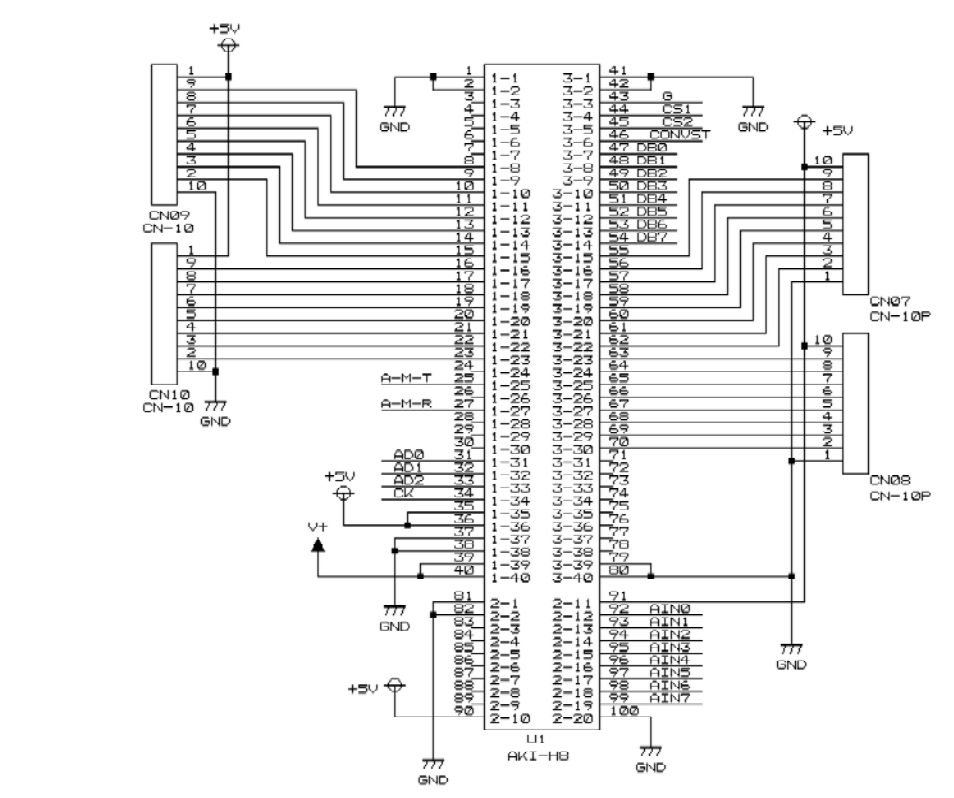 +5V
1
9
8
7
6
5
4
3
2
10
CN09
CN-10
1
9
8
7
6
5
4
3
2
10
CN10
CN-10
GND
GND
A-M-T
A-M-R
AD0
AD1
AD2
CK
+5V
V+
GND
+5V
GND
1 1-1 3-1 41
2 1-2 3-2 42
3 1-3 3-3 43 G
4 1-4 3-4 44 CS1
5 1-5 3-5 45 CS2
6 1-6 3-6 46 CONVST
7 1-7 3-7 47 DB0
8 1-8 3-8 48 DB1
9 1-9 3-9 49 DB2
10 1-10 3-10 50 DB3
11 1-11 3-11 51 DB4
12 1-12 3-12 52 DB5
13 1-13 3-13 53 DB6
14 1-14 3-14 54 DB7
15 1-15 3-15 55
16 1-16 3-16 56
17 1-17 3-17 57
18 1-18 3-18 58
19 1-19 3-19 59
20 1-20 3-20 60
21 1-21 3-21 61
22 1-22 3-22 62
23 1-23 3-23 63
24 1-24 3-24 64
25 1-25 3-25 65
26 1-26 3-26 66
27 1-27 3-27 67
28 1-28 3-28 68
29 1-29 3-29 69
30 1-30 3-30 70
31 1-31 3-31 71
32 1-32 3-32 72
33 1-33 3-33 73
34 1-34 3-34 74
35 1-35 3-35 75
36 1-36 3-36 76
37 1-37 3-37 77
38 1-38 3-38 78
39 1-39 3-39 79
40 1-40 3-40 80
81 2-1 2-11 91
82 2-2 2-12 92 AIN0
83 2-3 2-13 93 AIN1
84 2-4 2-14 94 AIN2
85 2-5 2-15 95 AIN3
86 2-6 2-16 96 AIN4
87 2-7 2-17 97 AIN5
88 2-8 2-18 98 AIN6
89 2-9 2-19 99 AIN7
90 2-10 2-20 100
U1
AKI-H8
GND
GND
+5V
10
9
8
7
6
5
4
3
2
1
CN07
CN-10P
10
9
8
7
6
5
4
3
2
1
CN08
CN-10P
GND